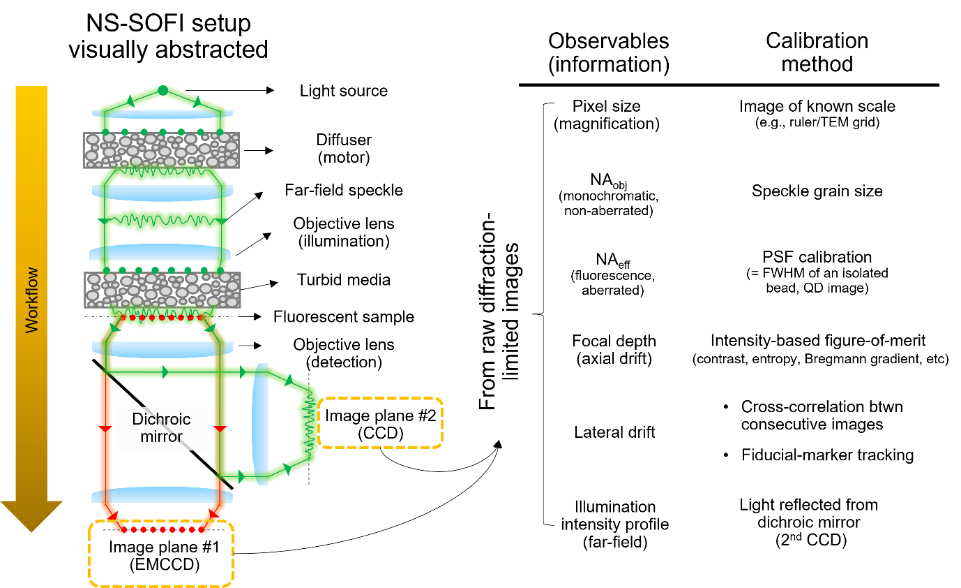 NS-SOFI setup
visually abstracted
Workflow
Light source
Diffuser
(motor)
Far-field speckle
Objective lens
(illumination)
Turbid media
Fluorescent sample
Objective lens
(detection)
Dichroic
mirror
Image plane #2
(CCD)
Image plane #1
(EMCCD)
From raw diffraction-
limited images
Observables
(information)
Calibration
method
Pixel size
(magnification)
Image of known scale
(e.g., ruler/TEM grid)
NAobj
(monochromatic,
non-aberrated)
Speckle grain size
NAeff
(fluorescence,
aberrated)
PSF calibration
(= FWHM of an isolated
bead, QD image)
Focal depth
(axial drift)
Intensity-based figure-of-merit
(contrast, entropy, Bregmann gradient, etc)
Lateral drift
• Cross-correlation btwn
consecutive images
• Fiducial-marker tracking
Illumination
intensity profile
(far-field)
Light reflected from
dichroic mirror
(2nd CCD)